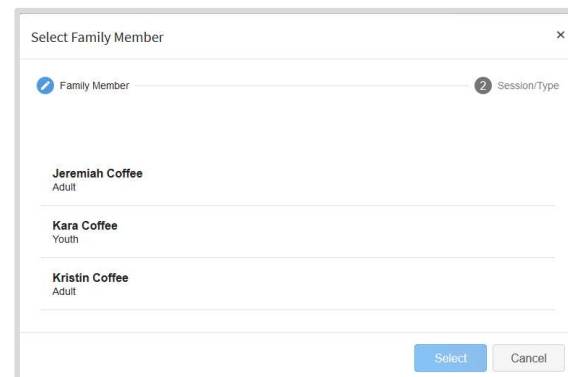 Select Family Member ×
Family Member 2 Session/Type
Jeremiah Coffee
Adult
Kara Coffee
Youth
Kristin Coffee
Adult
Select Cancel